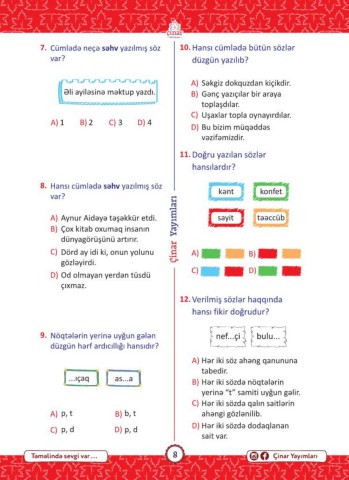 Çinar
7. Cümlədə neçə səhv yazılmış söz
var?
Əli ayiləsinə məktup yazdı.
A) 1 B) 2 C) 3 D) 4
8. Hansı cümlədə səhv yazılmış söz
var?
A) Aynur Aidəyə təşəkkür etdi.
B) Çox kitab oxumaq insanın
dünyagörüşünü artırır.
C) Dörd ay idi ki, onun yolunu
gözləyirdi.
D) Od olmayan yerdən tüsdü
çıxmaz.
9. Nöqtələrin yerinə uyğun gələn
düzgün hərf ardıcıllığı hansıdır?
...ıçaq as...a
A) p, t B) b, t
C) p, d D) p, d
Çinar Yayımları
10. Hansı cümlədə bütün sözlər
düzgün yazılıb?
A) Səkgiz dokquzdan kiçikdir.
B) Gənç yazıçılar bir araya
toplaşdılar.
C) Uşaxlar topla oynayırdılar.
D) Bu bizim müqəddəs
vəzifəmizdir.
11. Doğru yazılan sözlər
hansılardır?
kənt konfet
səyit təəccüb
A) B)
C) D)
12. Verilmiş sözlər haqqında
hansı fikir doğrudur?
nef...çi bulu...
A) Hər iki söz ahəng qanununa
tabedir.
B) Hər iki sözdə nöqtələrin
yerinə "t" samiti uyğun gəlir.
C) Hər iki sözdə qalın saitlərin
ahəngi gözlənilib.
D) Hər iki sözdə dodaqlanan
sait var.
Təməlində sevgi var...
8
Çinar Yayımları